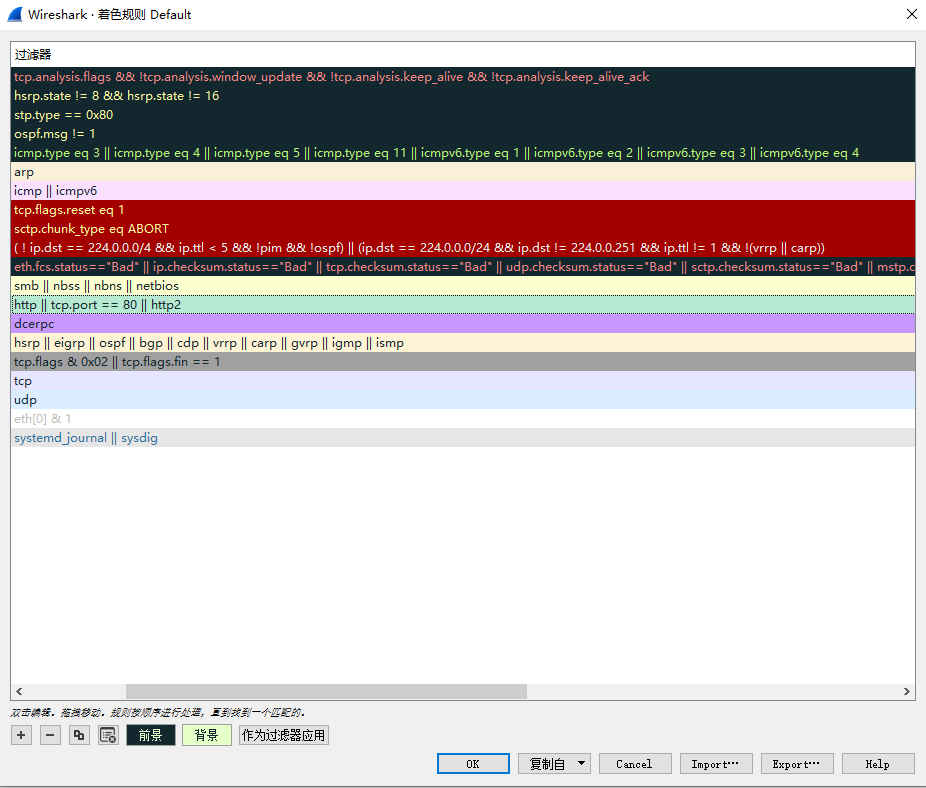 Wireshark · 着色规则 Default
过滤器
tcp.analysis.flags && !tcp.analysis.window_update && !tcp.analysis.keep_alive && !tcp.analysis.keep_alive_ack
hsrp.state != 8 && hsrp.state != 16
stp.type == 0x80
ospf.msg != 1
icmp.type eq 3 || icmp.type eq 4 || icmp.type eq 5 || icmp.type eq 11 || icmpv6.type eq 1 || icmpv6.type eq 2 || icmpv6.type eq 3 || icmpv6.type eq 4
arp
icmp || icmpv6
tcp.flags.reset eq 1
sctp.chunk_type eq ABORT
( ! ip.dst == 224.0.0.0/4 && ip.ttl < 5 && !pim && !ospf) || (ip.dst == 224.0.0.0/24 && ip.dst != 224.0.0.251 && ip.ttl != 1 && !(vrrp || carp))
eth.fcs.status=="Bad" || ip.checksum.status=="Bad" || tcp.checksum.status=="Bad" || udp.checksum.status=="Bad" || sctp.checksum.status=="Bad" || mstp.c
smb || nbss || nbns || netbios
http || tcp.port == 80 || http2
dcerpc
hsrp || eigrp || ospf || bgp || cdp || vrrp || carp || gvrp || igmp || ismp
tcp.flags & 0x02 || tcp.flags.fin == 1
tcp
udp
eth[0] & 1
systemd_journal || sysdig
双击编辑。拖拽移动。规则按顺序进行处理，直到找到一个匹配的。
前景 背景 作为过滤器应用
OK 复制自 Cancel Import… Export… Help